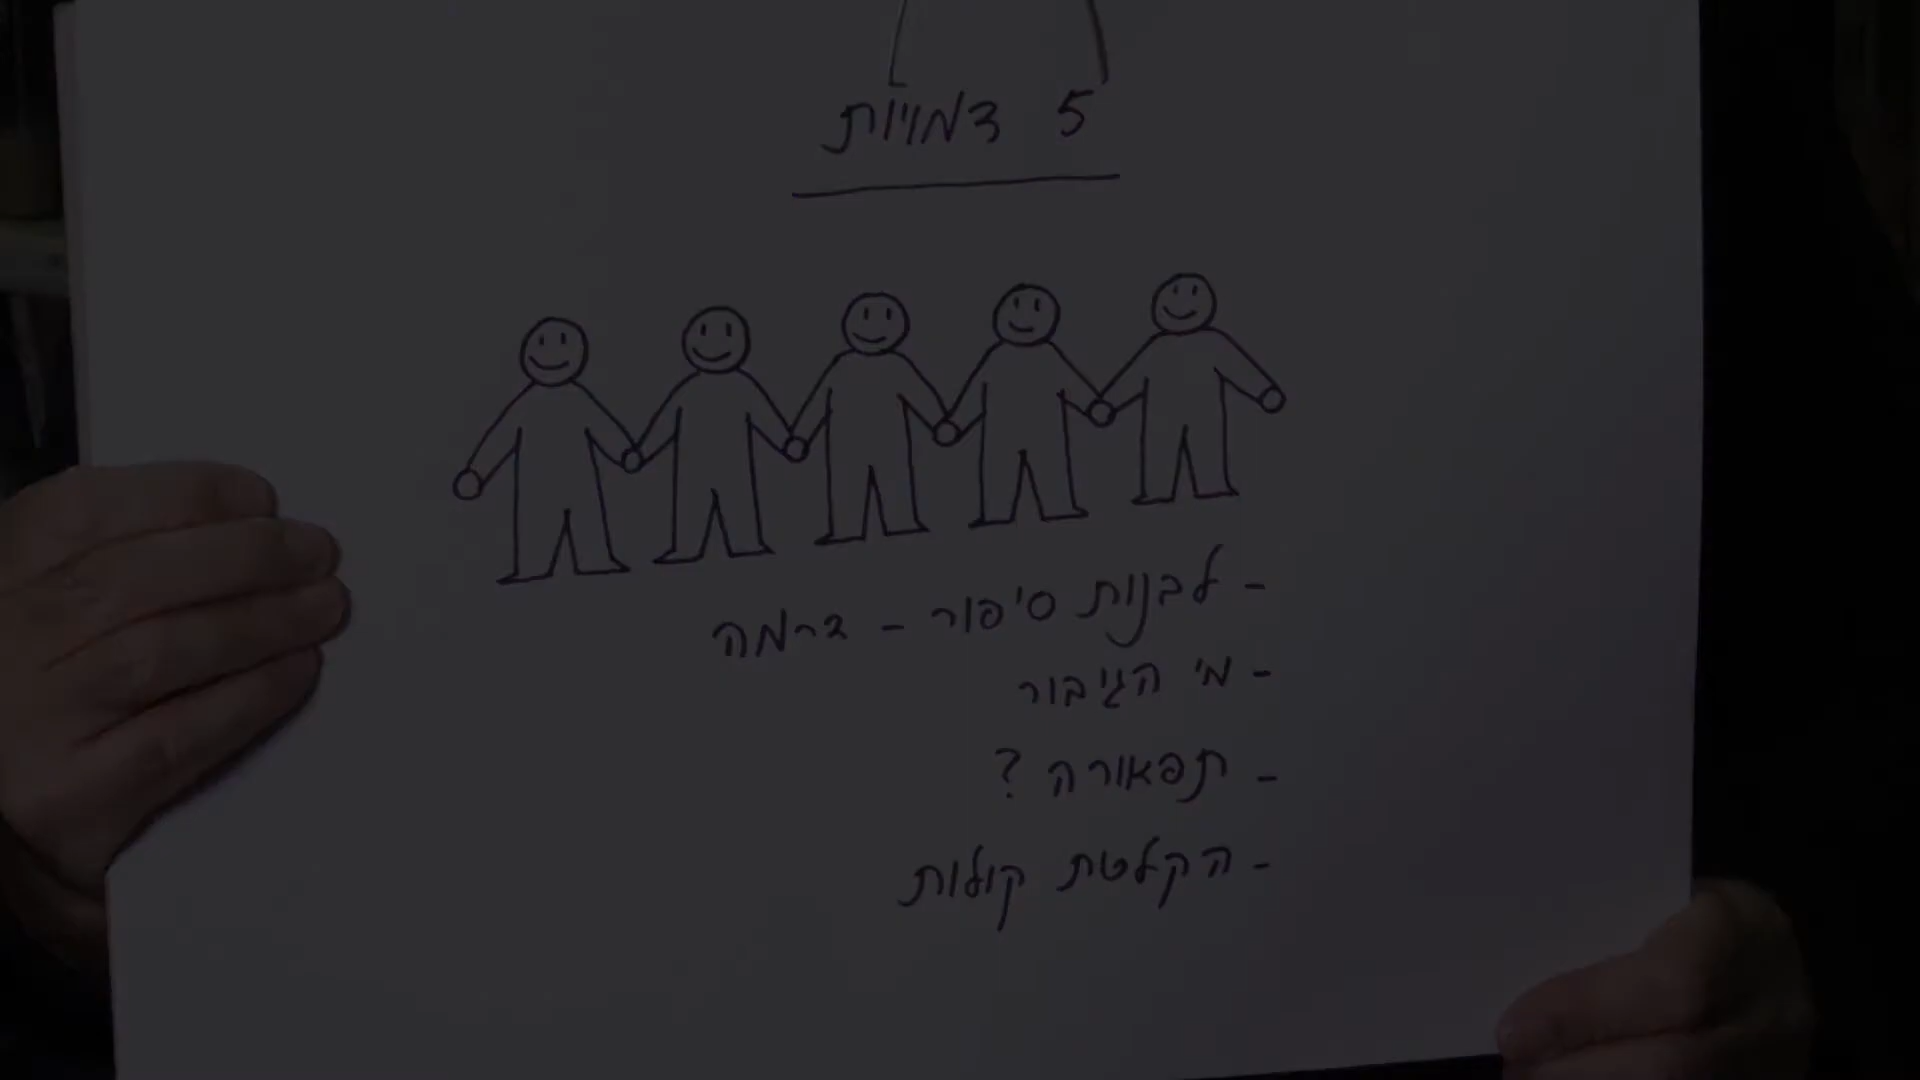 5 דמויות
- לבנות סיפור - דרמה
- מי הגיבור
- תפאורה ?
- הקלטת קולות